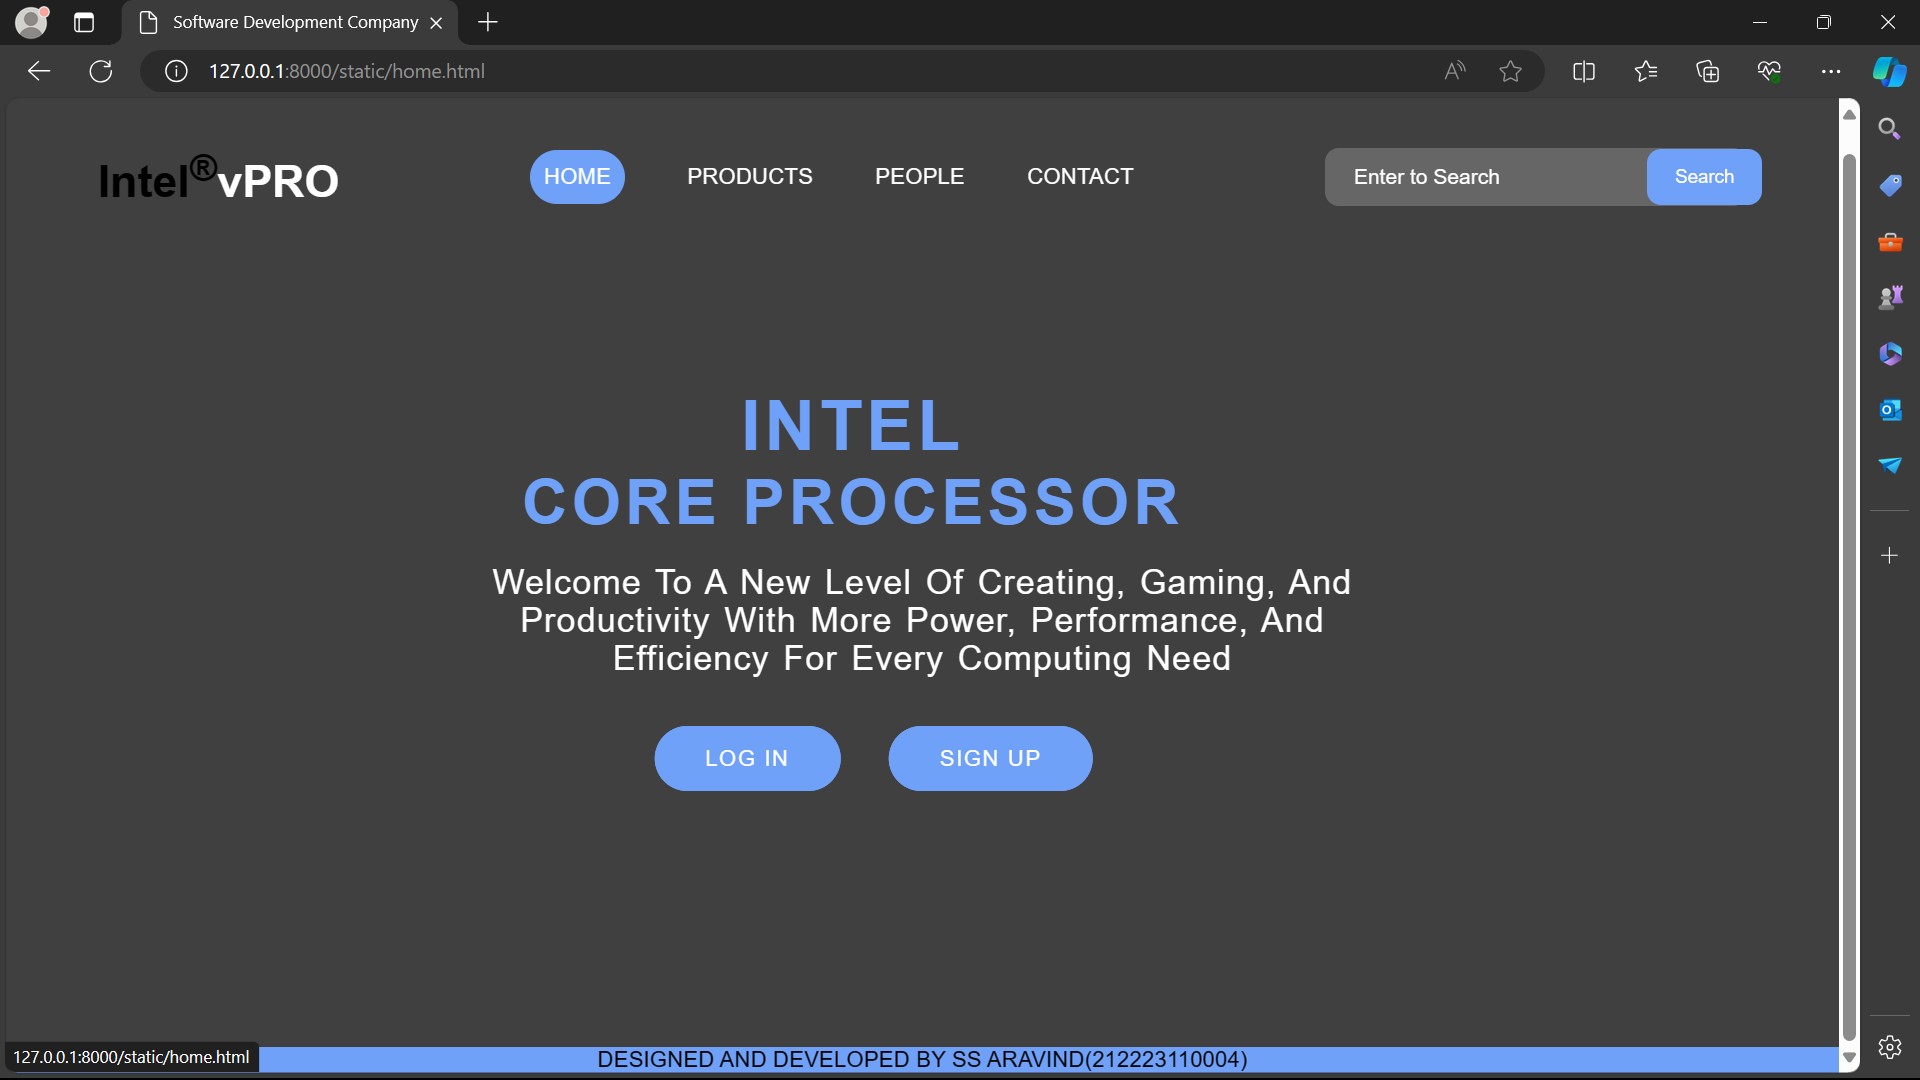 Software Development Company
127.0.0.1:8000/static/home.html
Intel®vPRO
HOME
PRODUCTS
PEOPLE
CONTACT
Enter to Search
Search
INTEL
CORE PROCESSOR
Welcome To A New Level Of Creating, Gaming, And
Productivity With More Power, Performance, And
Efficiency For Every Computing Need
LOG IN
SIGN UP
127.0.0.1:8000/static/home.html
DESIGNED AND DEVELOPED BY SS ARAVIND(212223110004)